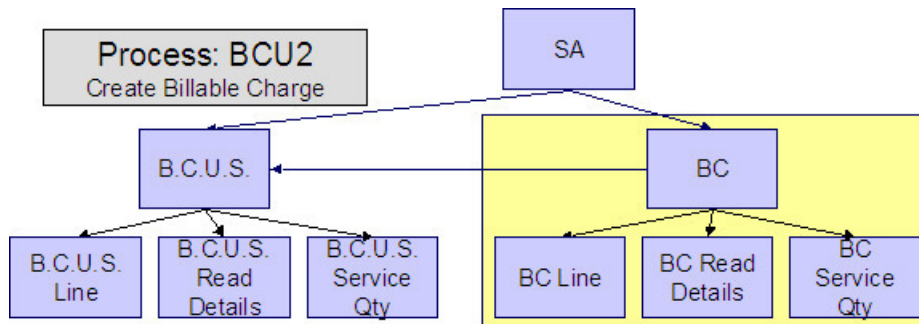 Process: BCU2
Create Billable Charge
SA
B.C.U.S.
BC
B.C.U.S.
Line
B.C.U.S.
Read
Details
B.C.U.S.
Service
Qty
BC Line
BC Read
Details
BC
Service
Qty